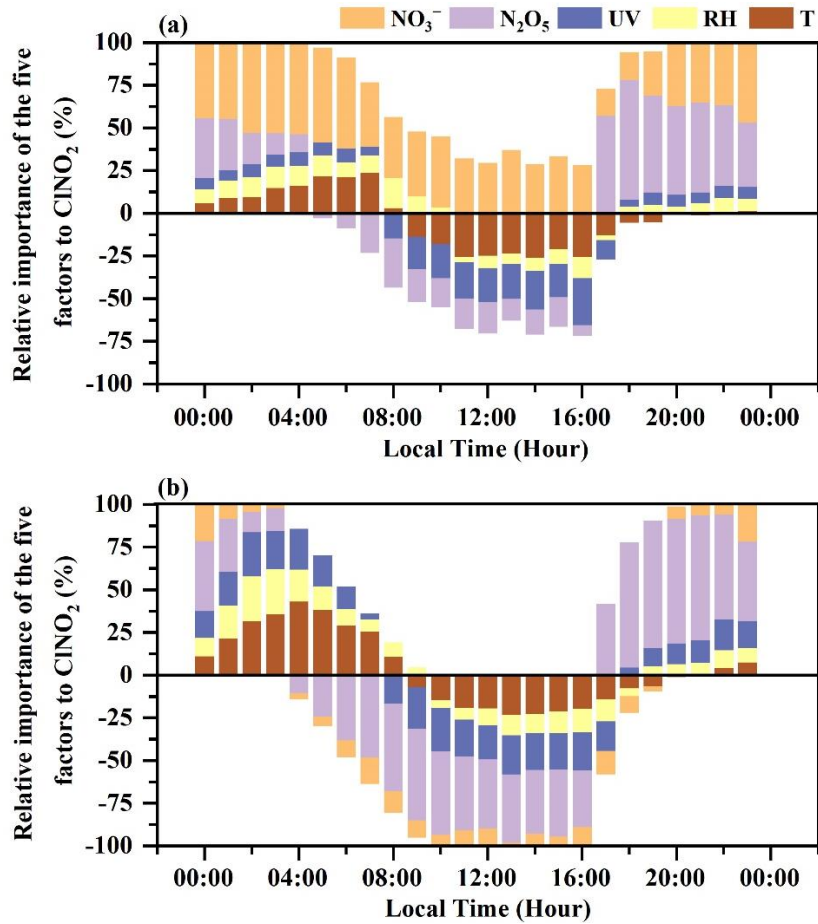 NO₃⁻ N₂O₅ UV RH T
(a)
Relative importance of the five
factors to ClNO₂ (%)
100
75
50
25
0
-25
-50
-75
-100
00:00 04:00 08:00 12:00 16:00 20:00 00:00
Local Time (Hour)
(b)
Relative importance of the five
factors to ClNO₂ (%)
100
75
50
25
0
-25
-50
-75
-100
00:00 04:00 08:00 12:00 16:00 20:00 00:00
Local Time (Hour)